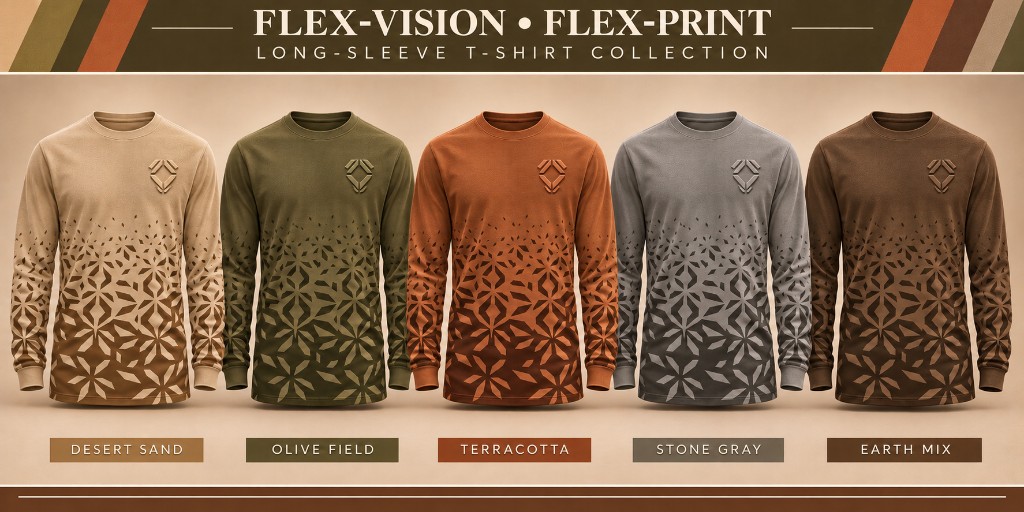 FLEX-VISION • FLEX-PRINT
LONG-SLEEVE T-SHIRT COLLECTION
DESERT SAND
OLIVE FIELD
TERRACOTTA
STONE GRAY
EARTH MIX